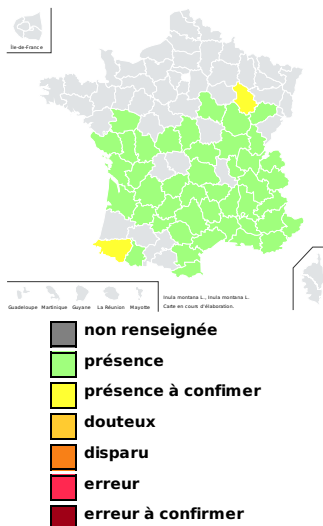 Île-de-France
Guadeloupe Martinique Guyane La Réunion Mayotte
Inula montana L., Inula montana L.
Carte en cours d'élaboration.
non renseignée
présence
présence à confimer
douteux
disparu
erreur
erreur à confirmer